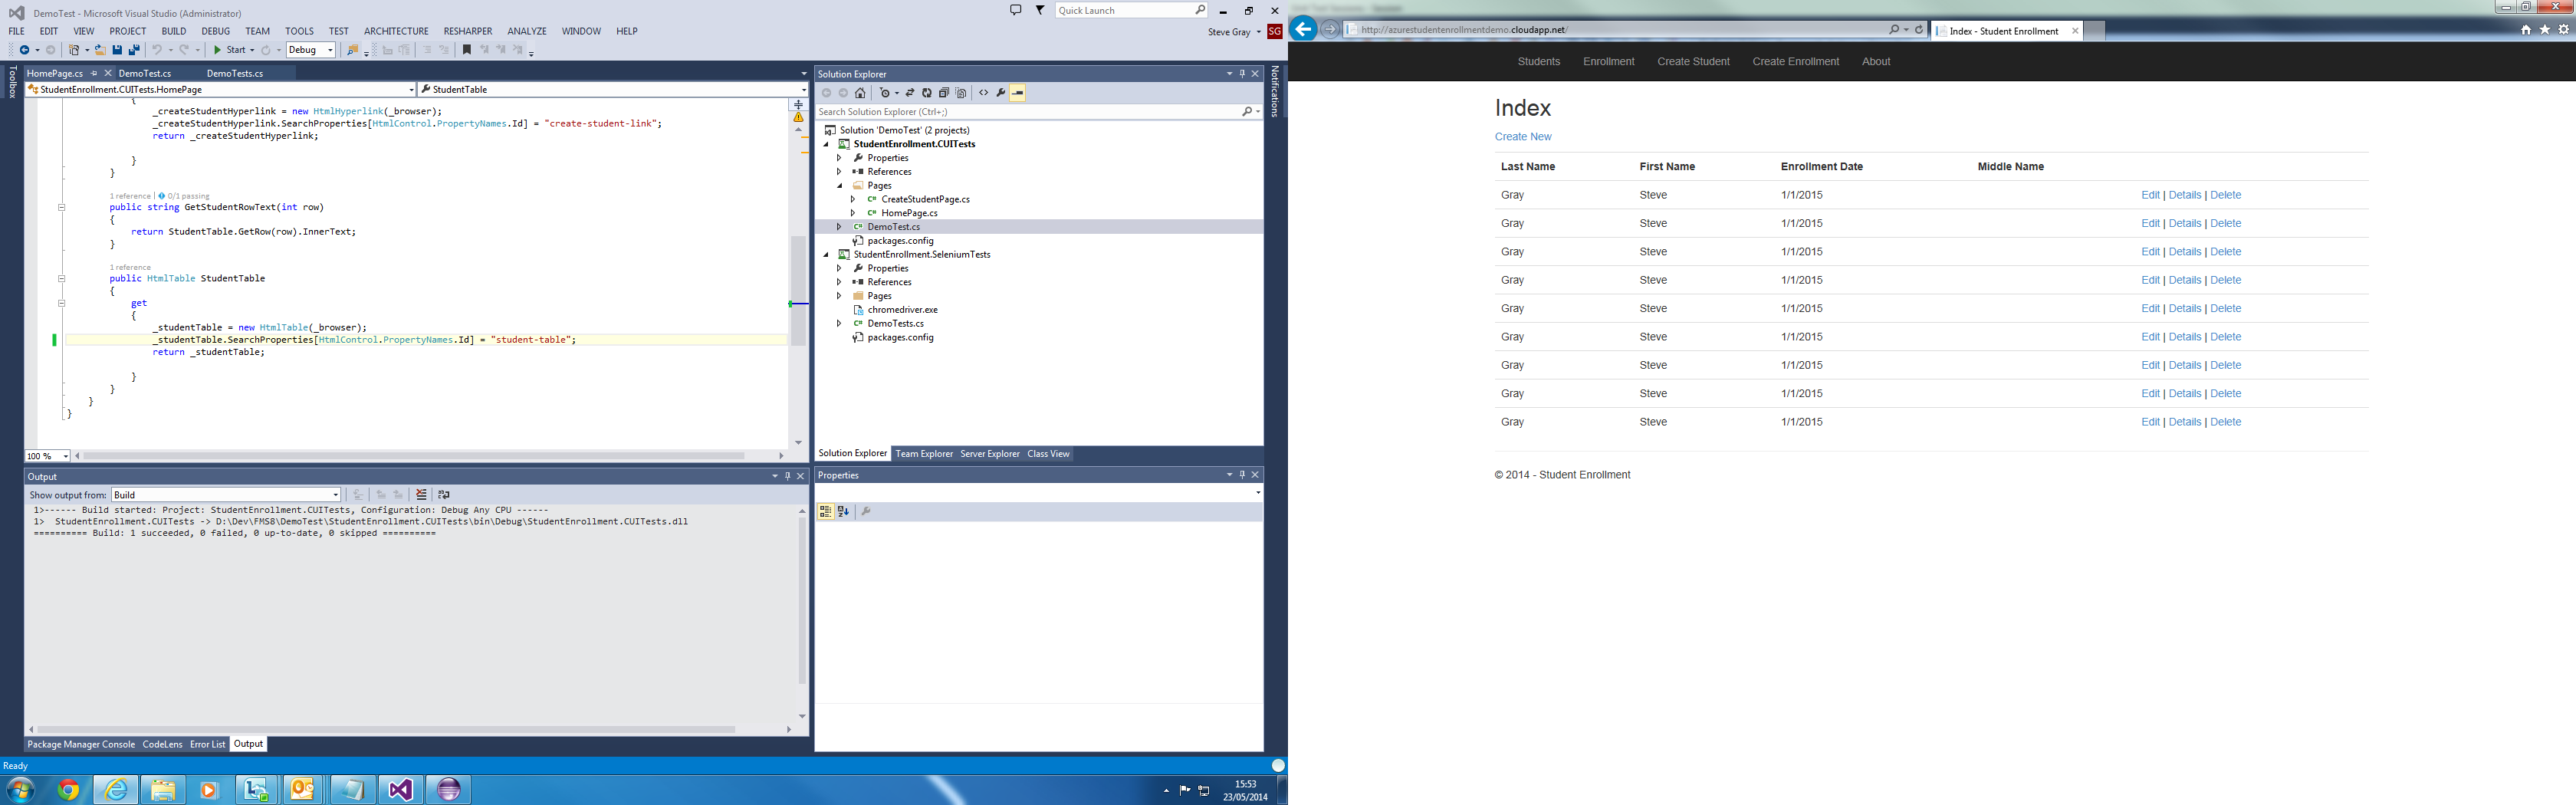 DemoTest - Microsoft Visual Studio (Administrator)
Quick Launch
FILE EDIT VIEW PROJECT BUILD DEBUG TEAM TOOLS TEST ARCHITECTURE RESHARPER ANALYZE WINDOW HELP
Steve Gray SG
Start Debug
Toolbox
HomePage.cs DemoTest.cs DemoTests.cs
StudentEnrollment.CUITests.HomePage StudentTable
{
_createStudentHyperlink = new HtmlHyperlink(_browser);
_createStudentHyperlink.SearchProperties[HtmlControl.PropertyNames.Id] = "create-student-link";
return _createStudentHyperlink;
}
}
1 reference | 0/1 passing
public string GetStudentRowText(int row)
{
return StudentTable.GetRow(row).InnerText;
}
1 reference
public HtmlTable StudentTable
{
get
{
_studentTable = new HtmlTable(_browser);
_studentTable.SearchProperties[HtmlControl.PropertyNames.Id] = "student-table";
return _studentTable;
}
}
}
}
100 %
Output
Show output from: Build
1>------ Build started: Project: StudentEnrollment.CUITests, Configuration: Debug Any CPU ------
1>  StudentEnrollment.CUITests -> D:\Dev\FMS8\DemoTest\StudentEnrollment.CUITests\bin\Debug\StudentEnrollment.CUITests.dll
========== Build: 1 succeeded, 0 failed, 0 up-to-date, 0 skipped ==========
Package Manager Console CodeLens Error List Output
Ready
Solution Explorer
Search Solution Explorer (Ctrl+;)
Solution 'DemoTest' (2 projects)
StudentEnrollment.CUITests
Properties
References
Pages
CreateStudentPage.cs
HomePage.cs
DemoTest.cs
packages.config
StudentEnrollment.SeleniumTests
Properties
References
Pages
chromedriver.exe
DemoTests.cs
packages.config
Solution Explorer Team Explorer Server Explorer Class View
Properties
Notifications
15:53
23/05/2014
http://azurestudentenrollmentdemo.cloudapp.net/
Index - Student Enrollment
Students Enrollment Create Student Create Enrollment About
Index
Create New
Last Name First Name Enrollment Date Middle Name
Gray Steve 1/1/2015 Edit | Details | Delete
Gray Steve 1/1/2015 Edit | Details | Delete
Gray Steve 1/1/2015 Edit | Details | Delete
Gray Steve 1/1/2015 Edit | Details | Delete
Gray Steve 1/1/2015 Edit | Details | Delete
Gray Steve 1/1/2015 Edit | Details | Delete
Gray Steve 1/1/2015 Edit | Details | Delete
Gray Steve 1/1/2015 Edit | Details | Delete
Gray Steve 1/1/2015 Edit | Details | Delete
© 2014 - Student Enrollment